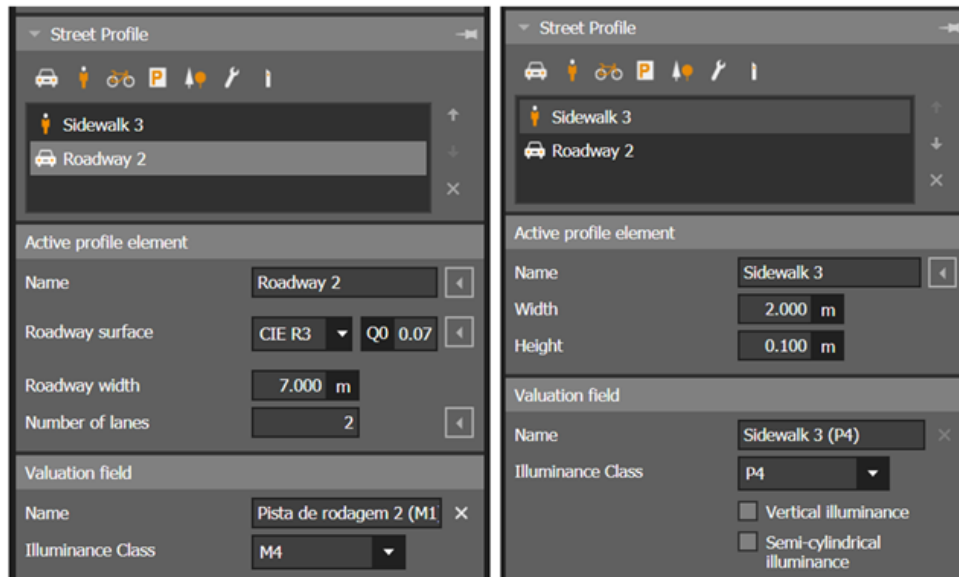 Street Profile
Sidewalk 3
Roadway 2
Active profile element
Name Roadway 2
Roadway surface CIE R3 Q0 0.07
Roadway width 7.000 m
Number of lanes 2
Valuation field
Name Pista de rodagem 2 (M1
Illuminance Class M4
Street Profile
Sidewalk 3
Roadway 2
Active profile element
Name Sidewalk 3
Width 2.000 m
Height 0.100 m
Valuation field
Name Sidewalk 3 (P4)
Illuminance Class P4
Vertical illuminance
Semi-cylindrical
illuminance